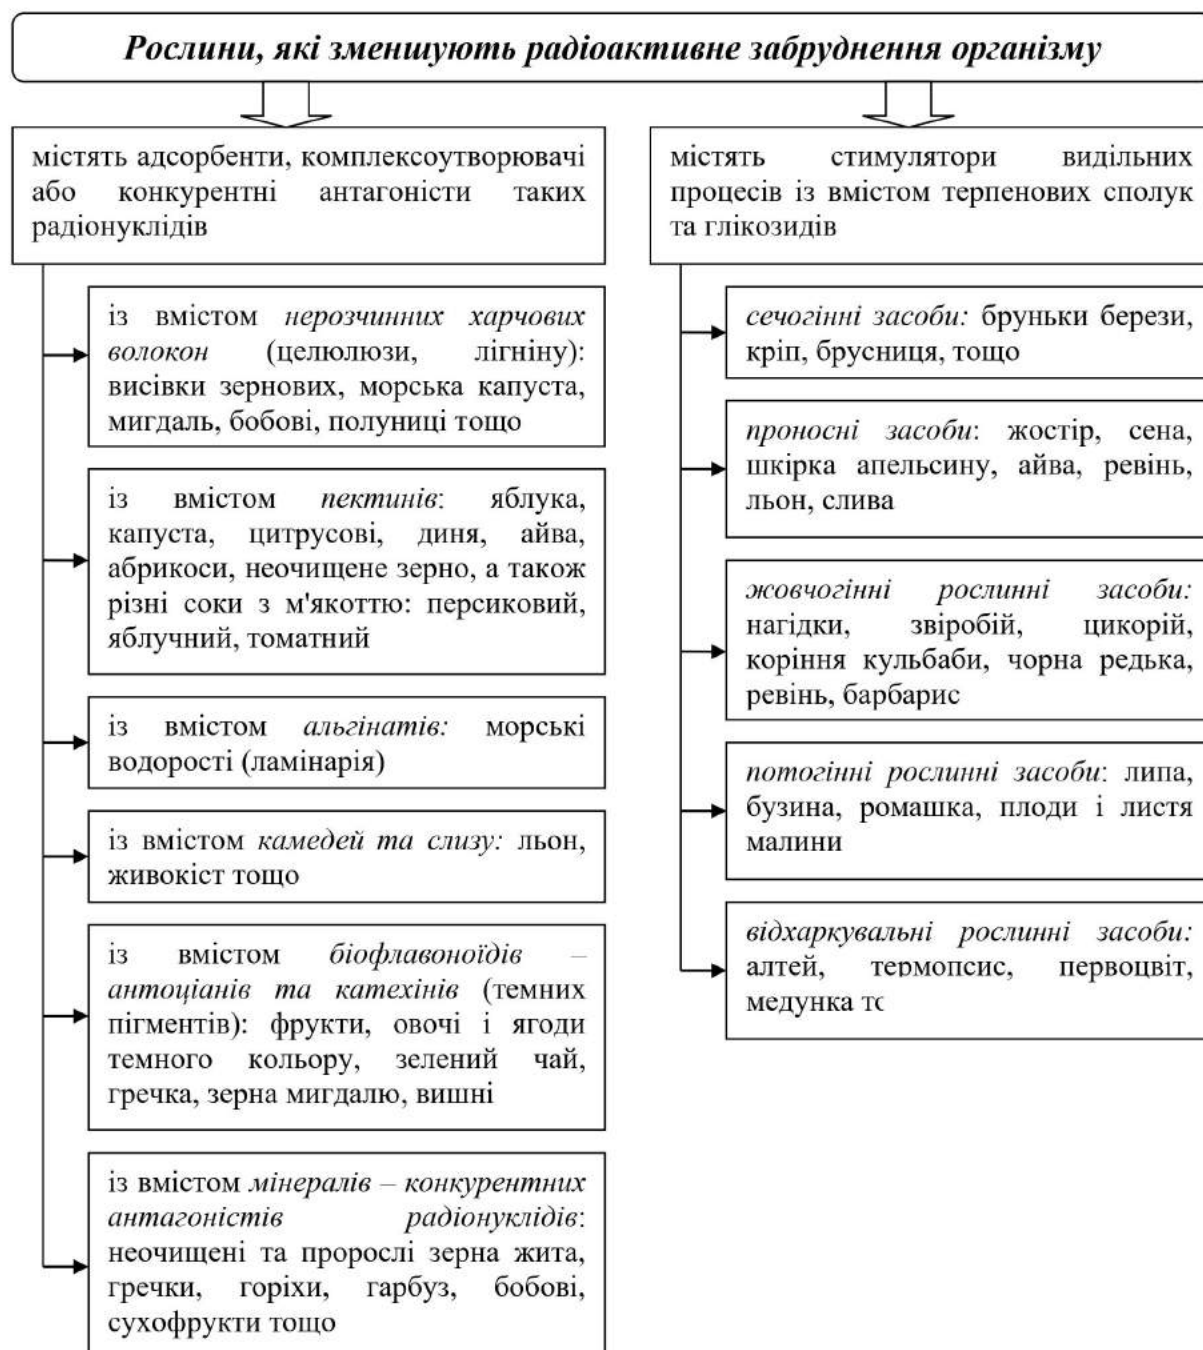 Рослини, які зменшують радіоактивне забруднення організму
містять адсорбенти, комплексоутворювачі
або конкурентні антагоністи таких
радіонуклідів
із вмістом нерозчинних харчових
волокон (целюлози, лігніну):
висівки зернових, морська капуста,
мигдаль, бобові, полуниці тощо
із вмістом пектинів: яблука,
капуста, цитрусові, диня, айва,
абрикоси, неочищене зерно, а також
різні соки з м'якоттю: персиковий,
яблучний, томатний
із вмістом альгінатів: морські
водорості (ламінарія)
із вмістом камедей та слизу: льон,
живокіст тощо
із вмістом біофлавоноїдів –
антоціанів та катехінів (темних
пігментів): фрукти, овочі і ягоди
темного кольору, зелений чай,
гречка, зерна мигдалю, вишні
із вмістом мінералів – конкурентних
антагоністів радіонуклідів:
неочищені та пророслі зерна жита,
гречки, горіхи, гарбуз, бобові,
сухофрукти тощо
містять стимулятори видільних
процесів із вмістом терпенових сполук
та глікозидів
сечогінні засоби: бруньки берези,
кріп, брусниця, тощо
проносні засоби: жостір, сена,
шкірка апельсину, айва, ревінь,
льон, слива
жовчогінні рослинні засоби:
нагідки, звіробій, цикорій,
коріння кульбаби, чорна редька,
ревінь, барбарис
потогінні рослинні засоби: липа,
бузина, ромашка, плоди і листя
малини
відхаркувальні рослинні засоби:
алтей, термопсис, первоцвіт,
медунка